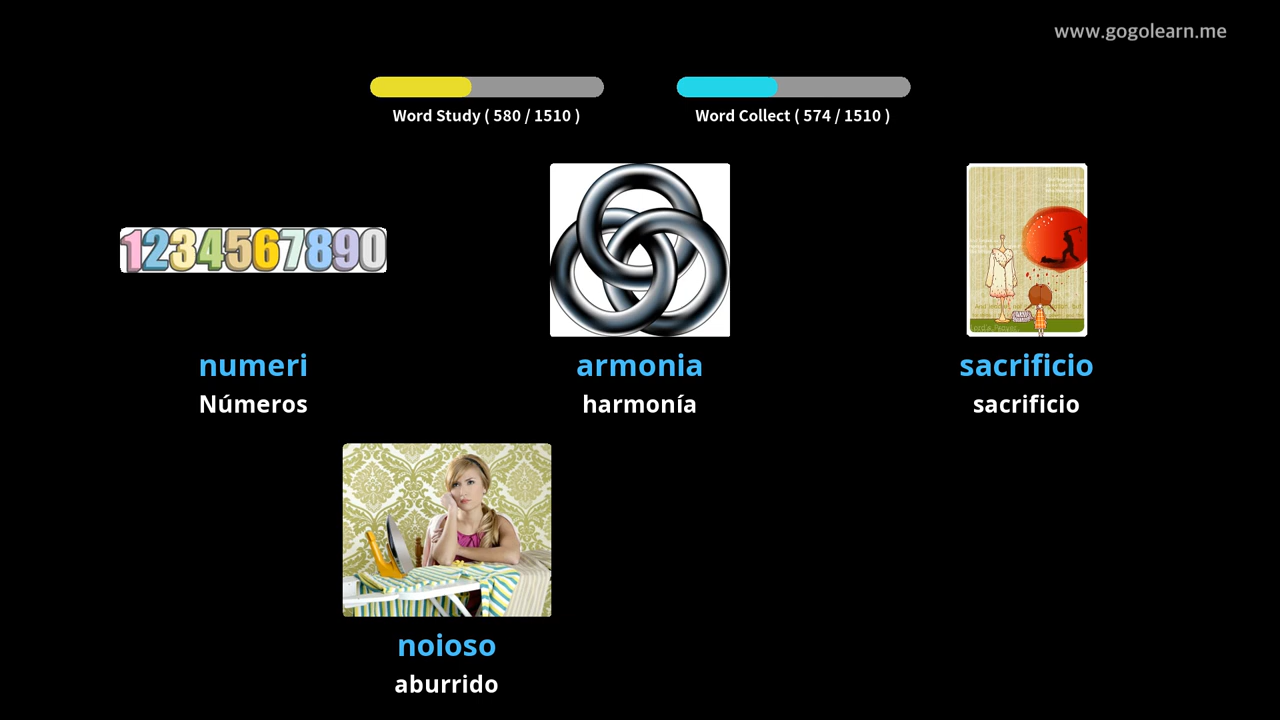 www.gogolearn.me
Word Study ( 580 / 1510 )
Word Collect ( 574 / 1510 )
1234567890
numeri
Números
armonia
harmonía
sacrificio
sacrificio
noioso
aburrido